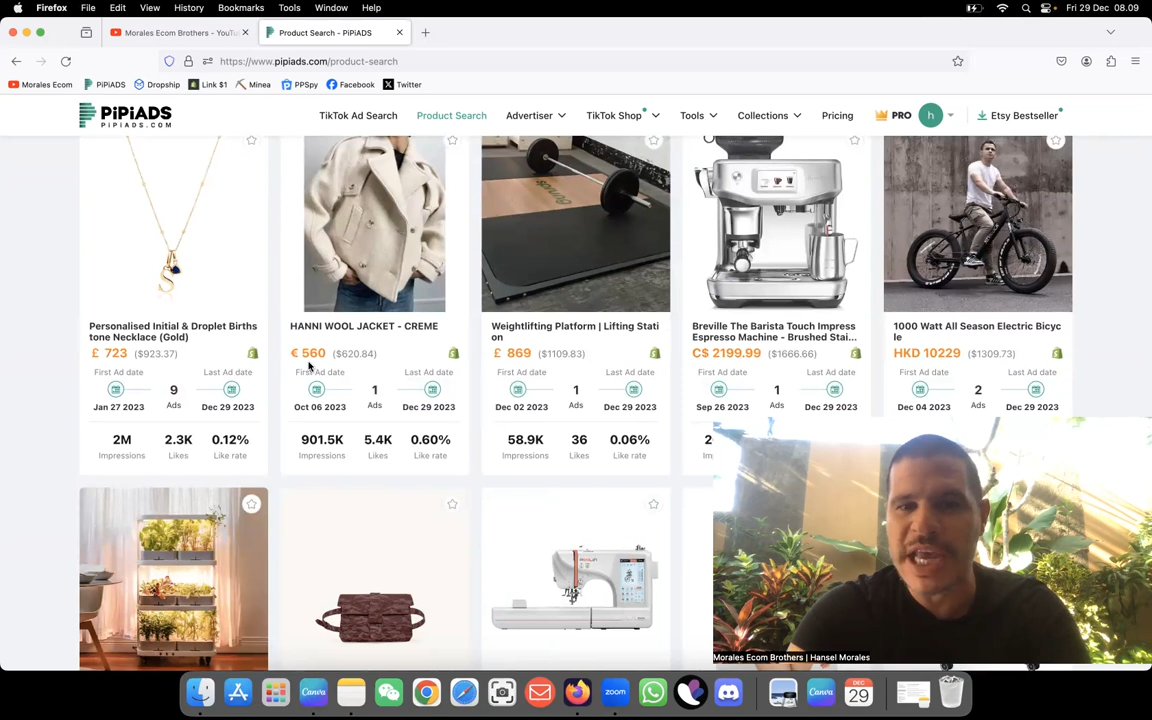 Firefox File Edit View History Bookmarks Tools Window Help Fri 29 Dec 08.09
Morales Ecom Brothers - YouTu Product Search - PiPiADS
https://www.pipiads.com/product-search
Morales Ecom PiPiADS Dropship Link $1 Minea PPSpy Facebook Twitter
PiPiADS
PIPIADS.COM
TikTok Ad Search Product Search Advertiser TikTok Shop Tools Collections Pricing PRO h Etsy Bestseller
Personalised Initial & Droplet Births
tone Necklace (Gold)
£ 723 ($923.37)
First Ad date Last Ad date
9
Ads
Jan 27 2023 Dec 29 2023
2M 2.3K 0.12%
Impressions Likes Like rate
HANNI WOOL JACKET - CREME
€ 560 ($620.84)
First Ad date Last Ad date
1
Ads
Oct 06 2023 Dec 29 2023
901.5K 5.4K 0.60%
Impressions Likes Like rate
Weightlifting Platform | Lifting Stati
on
£ 869 ($1109.83)
First Ad date Last Ad date
1
Ads
Dec 02 2023 Dec 29 2023
58.9K 36 0.06%
Impressions Likes Like rate
Breville The Barista Touch Impress
Espresso Machine - Brushed Stai...
C$ 2199.99 ($1666.66)
First Ad date Last Ad date
1
Ads
Sep 26 2023 Dec 29 2023
1000 Watt All Season Electric Bicyc
le
HKD 10229 ($1309.73)
First Ad date Last Ad date
2
Ads
Dec 04 2023 Dec 29 2023
Morales Ecom Brothers | Hansel Morales
Canva
zoom
Canva
DEC
29